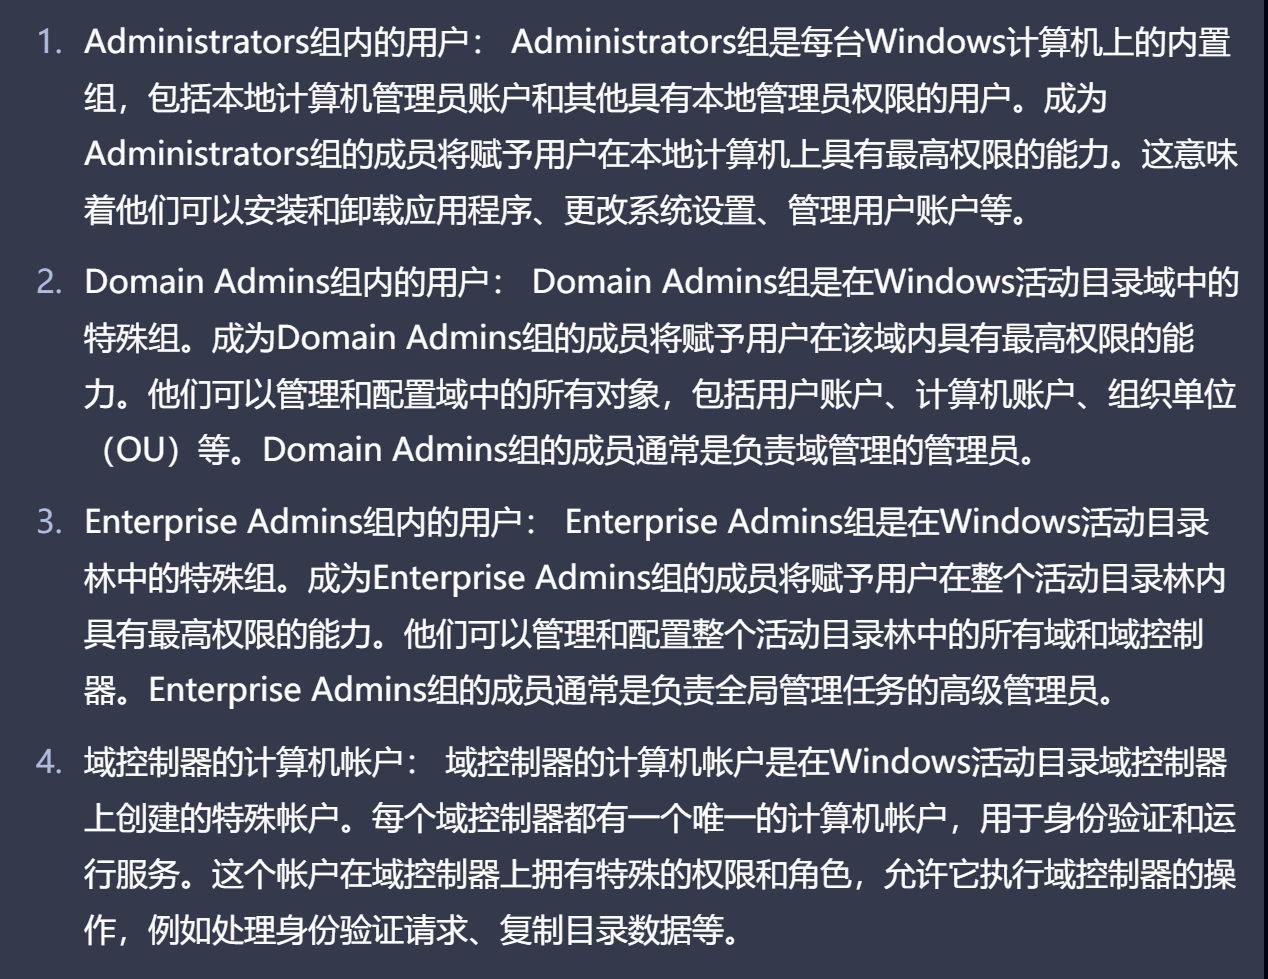 1. Administrators组内的用户： Administrators组是每台Windows计算机上的内置
组，包括本地计算机管理员账户和其他具有本地管理员权限的用户。成为
Administrators组的成员将赋予用户在本地计算机上具有最高权限的能力。这意味
着他们可以安装和卸载应用程序、更改系统设置、管理用户账户等。
2. Domain Admins组内的用户： Domain Admins组是在Windows活动目录域中的
特殊组。成为Domain Admins组的成员将赋予用户在该域内具有最高权限的能
力。他们可以管理和配置域中的所有对象，包括用户账户、计算机账户、组织单位
（OU）等。Domain Admins组的成员通常是负责域管理的管理员。
3. Enterprise Admins组内的用户： Enterprise Admins组是在Windows活动目录
林中的特殊组。成为Enterprise Admins组的成员将赋予用户在整个活动目录林内
具有最高权限的能力。他们可以管理和配置整个活动目录林中的所有域和域控制
器。Enterprise Admins组的成员通常是负责全局管理任务的高级管理员。
4. 域控制器的计算机帐户： 域控制器的计算机帐户是在Windows活动目录域控制器
上创建的特殊帐户。每个域控制器都有一个唯一的计算机帐户，用于身份验证和运
行服务。这个帐户在域控制器上拥有特殊的权限和角色，允许它执行域控制器的操
作，例如处理身份验证请求、复制目录数据等。